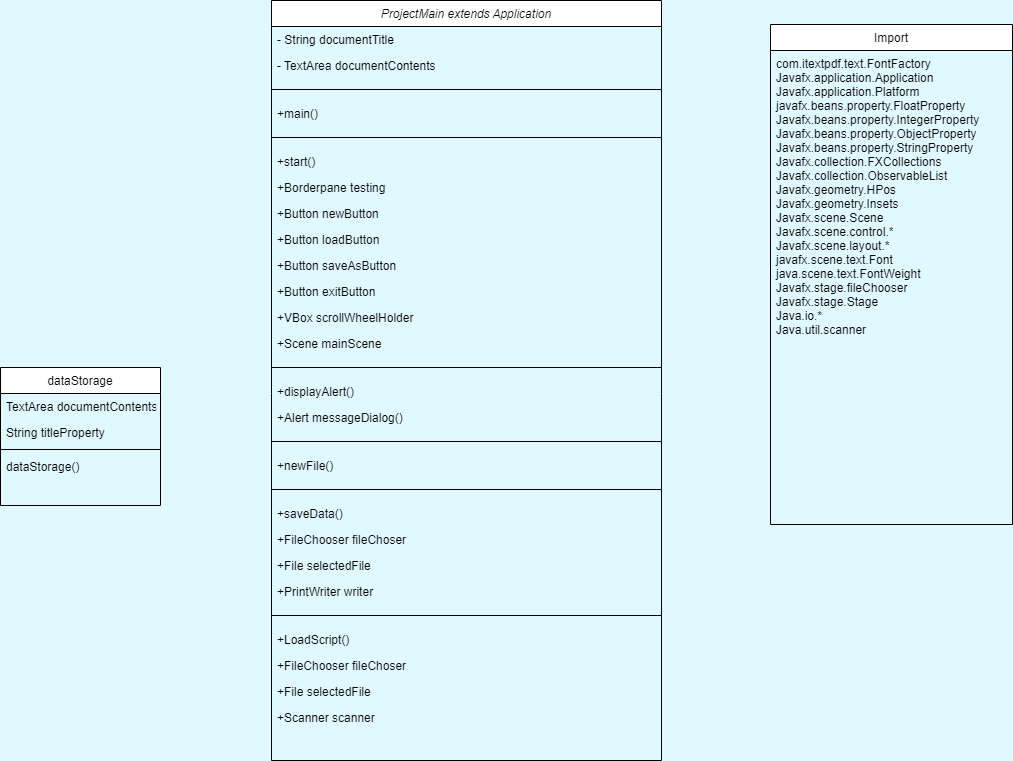 ProjectMain extends Application
- String documentTitle
- TextArea documentContents
+main()
+start()
+Borderpane testing
+Button newButton
+Button loadButton
+Button saveAsButton
+Button exitButton
+VBox scrollWheelHolder
+Scene mainScene
+displayAlert()
+Alert messageDialog()
+newFile()
+saveData()
+FileChooser fileChoser
+File selectedFile
+PrintWriter writer
+LoadScript()
+FileChooser fileChoser
+File selectedFile
+Scanner scanner
dataStorage
TextArea documentContents
String titleProperty
dataStorage()
Import
com.itextpdf.text.FontFactory
Javafx.application.Application
Javafx.application.Platform
javafx.beans.property.FloatProperty
Javafx.beans.property.IntegerProperty
Javafx.beans.property.ObjectProperty
Javafx.beans.property.StringProperty
Javafx.collection.FXCollections
Javafx.collection.ObservableList
Javafx.geometry.HPos
Javafx.geometry.Insets
Javafx.scene.Scene
Javafx.scene.control.*
Javafx.scene.layout.*
javafx.scene.text.Font
java.scene.text.FontWeight
Javafx.stage.fileChooser
Javafx.stage.Stage
Java.io.*
Java.util.scanner